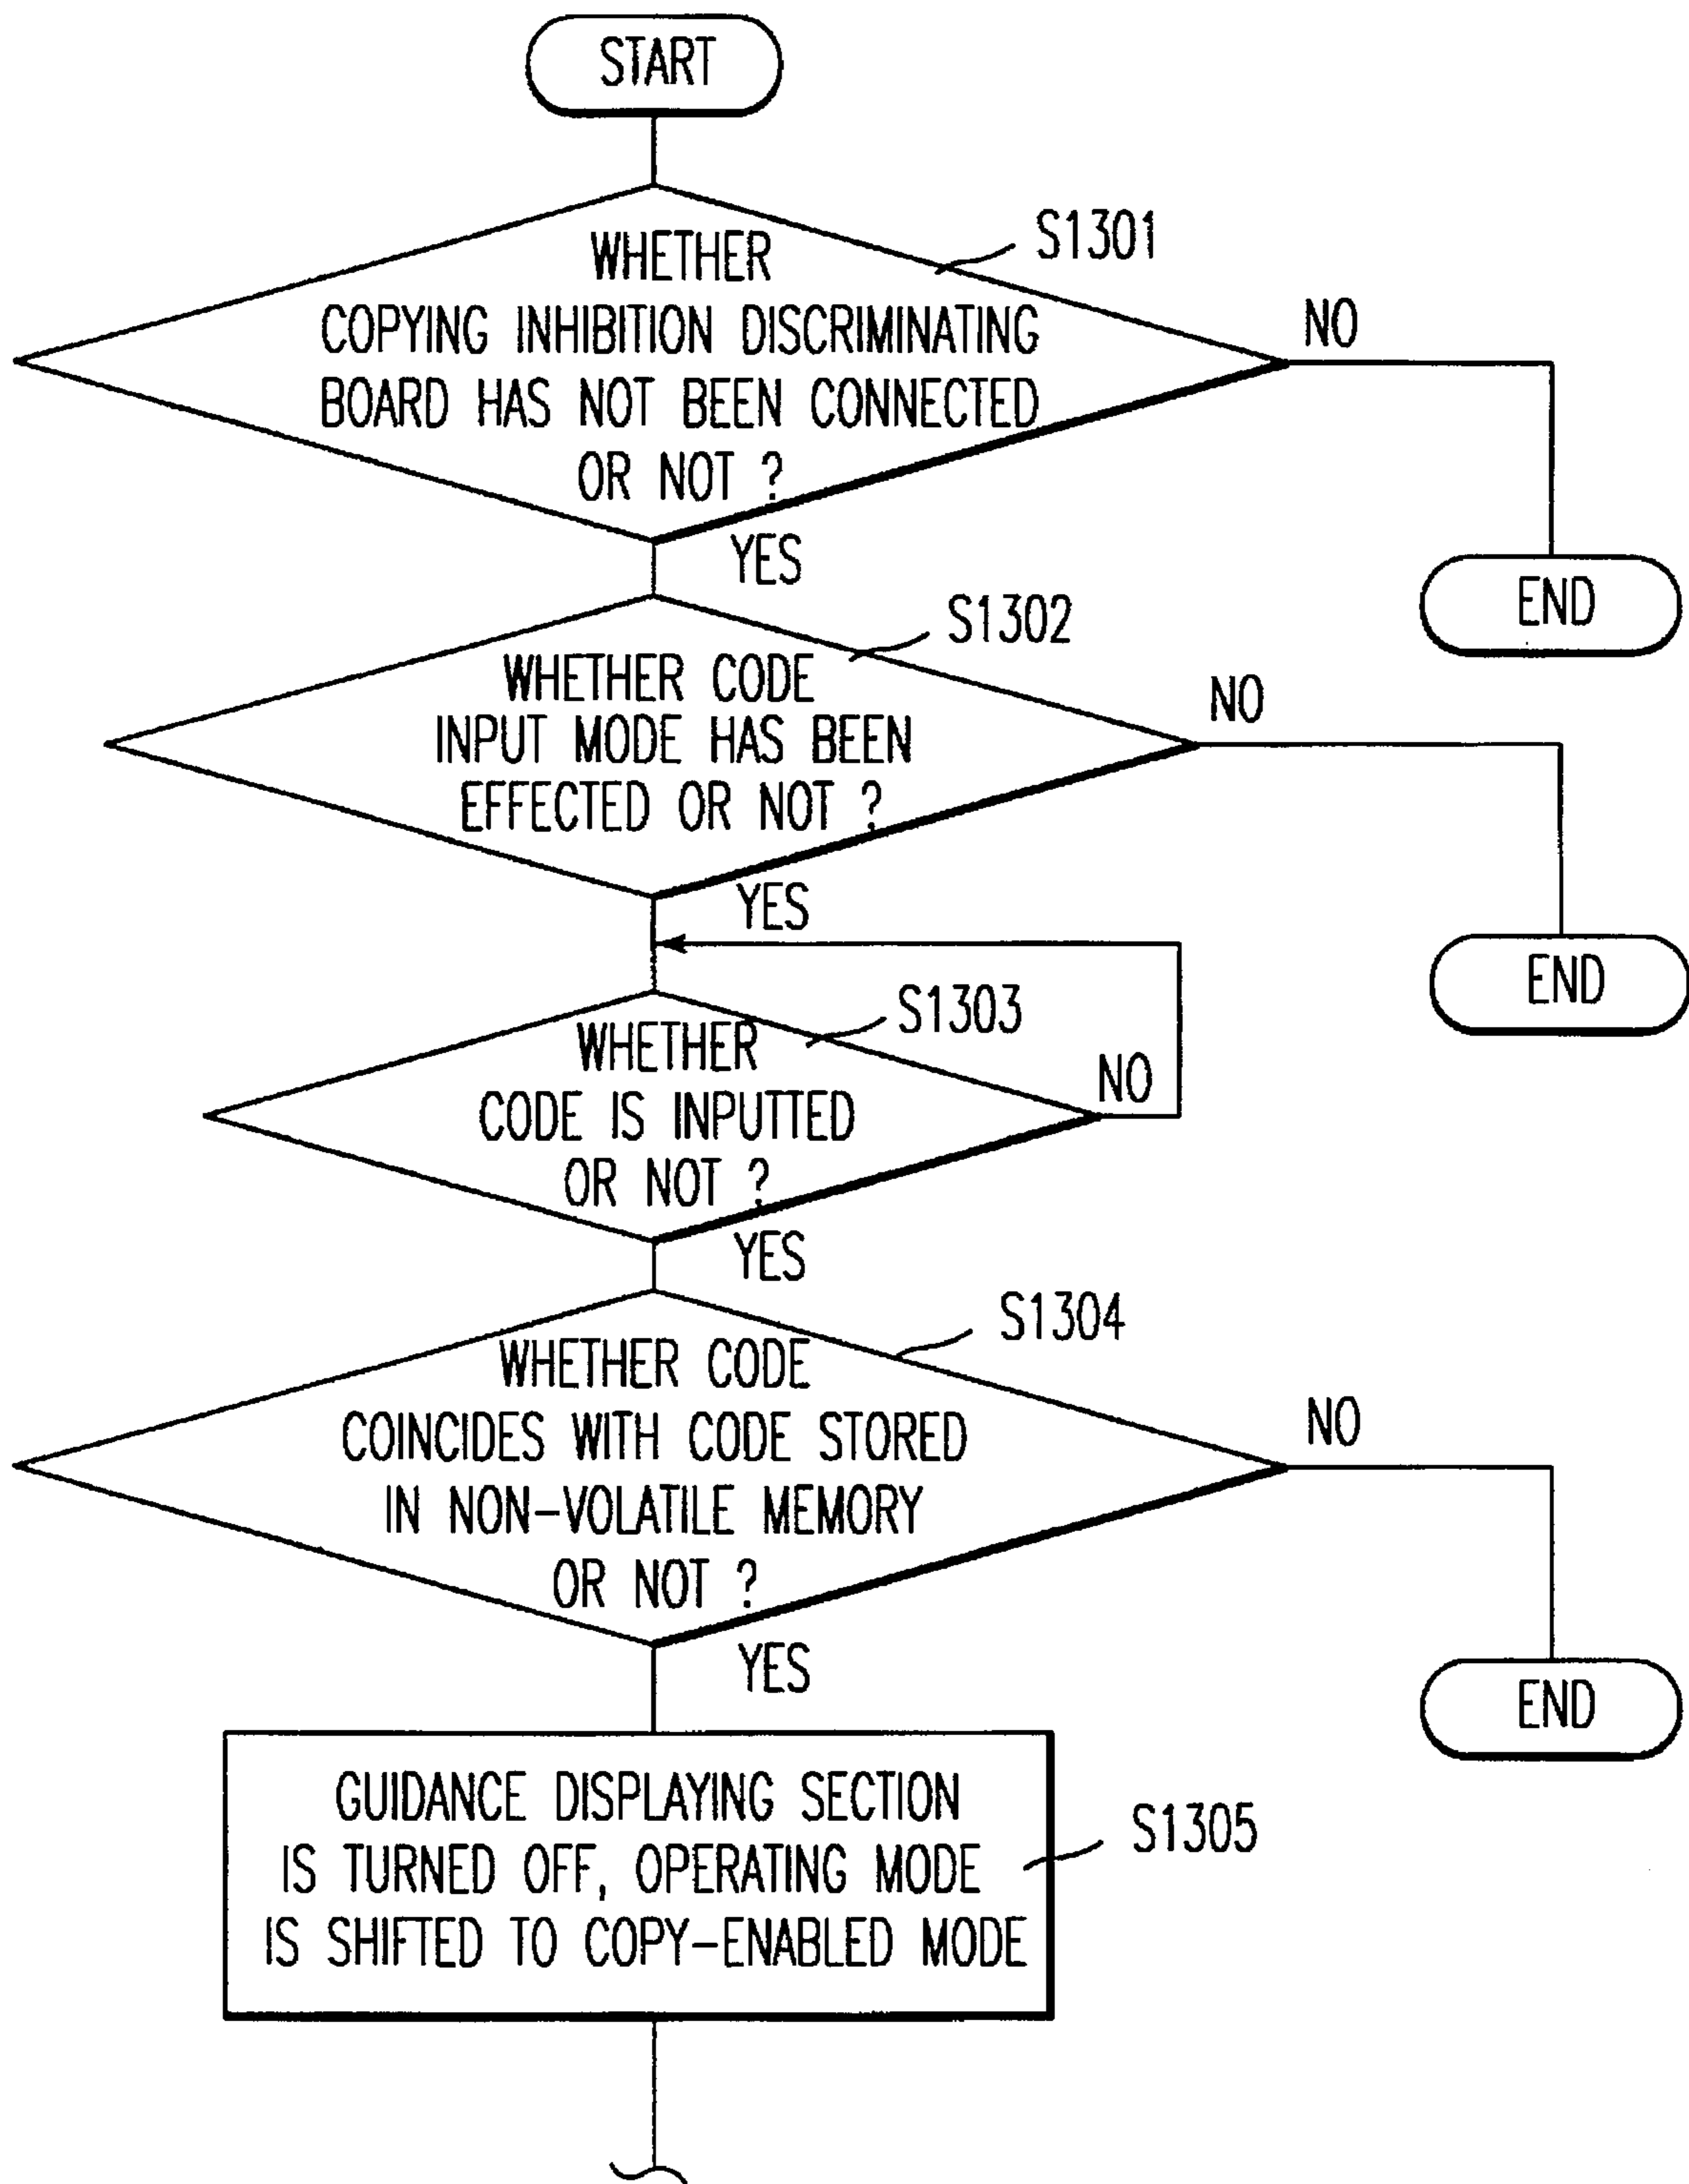 START
S1301
WHETHER
COPYING INHIBITION DISCRIMINATING
BOARD HAS NOT BEEN CONNECTED
OR NOT ?
NO
END
YES
S1302
WHETHER CODE
INPUT MODE HAS BEEN
EFFECTED OR NOT ?
NO
END
YES
S1303
WHETHER
CODE IS INPUTTED
OR NOT ?
NO
YES
S1304
WHETHER CODE
COINCIDES WITH CODE STORED
IN NON-VOLATILE MEMORY
OR NOT ?
NO
END
YES
GUIDANCE DISPLAYING SECTION
IS TURNED OFF, OPERATING MODE
IS SHIFTED TO COPY-ENABLED MODE
S1305